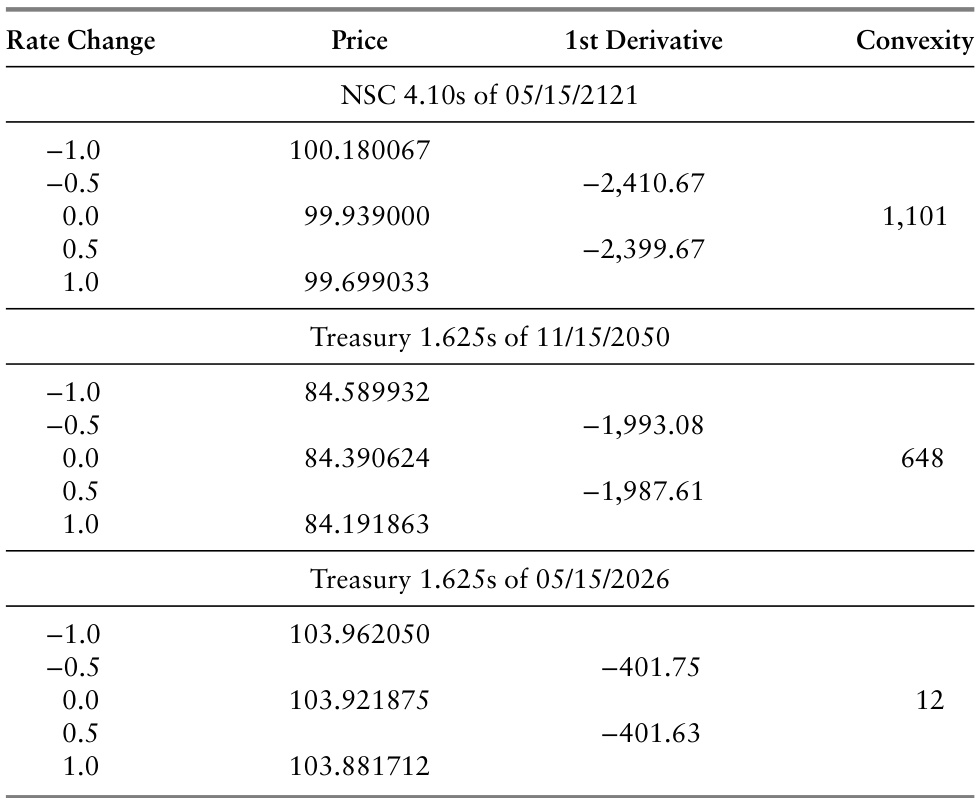 Rate Change Price 1st Derivative Convexity
NSC 4.10s of 05/15/2121
−1.0 100.180067
−0.5 −2,410.67
0.0 99.939000 1,101
0.5 −2,399.67
1.0 99.699033
Treasury 1.625s of 11/15/2050
−1.0 84.589932
−0.5 −1,993.08
0.0 84.390624 648
0.5 −1,987.61
1.0 84.191863
Treasury 1.625s of 05/15/2026
−1.0 103.962050
−0.5 −401.75
0.0 103.921875 12
0.5 −401.63
1.0 103.881712